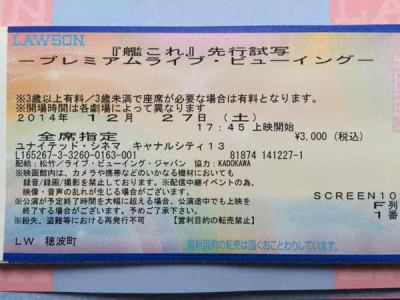 LAWSON
『艦これ』先行試写
ープレミアムライブ・ビューイングー
※3歳以上有料/3歳未満で座席が必要な場合は有料となります。
※開場時間は各劇場によって異なります
2014年 12月 27日(土)
17:45上映開始
全席指定 ¥3,000(税込)
ユナイテッド・シネマ キャナルシティ13
L165267-3-3260-0163-001 81874 141227-1
配給:松竹/ライブ・ビューイング・ジャパン 協力:KADOKAWA
※映画館内は、カメラや携帯などのいかなる機材においても
録音/録画/撮影を禁止しております。※配信中継イベントの為、
映像・音声の乱れが生じる場合がございます。
※公演が予定終了時間を大幅に超える場合、公演途中でも上映を
終了する場合がございます。予めご了承下さい。
※紛失、盗難等における再発行不可 【営利目的の転売禁止】
SCREEN10
F列
1番
LW 穂波町
営利目的の転売は固くおことわりしています。